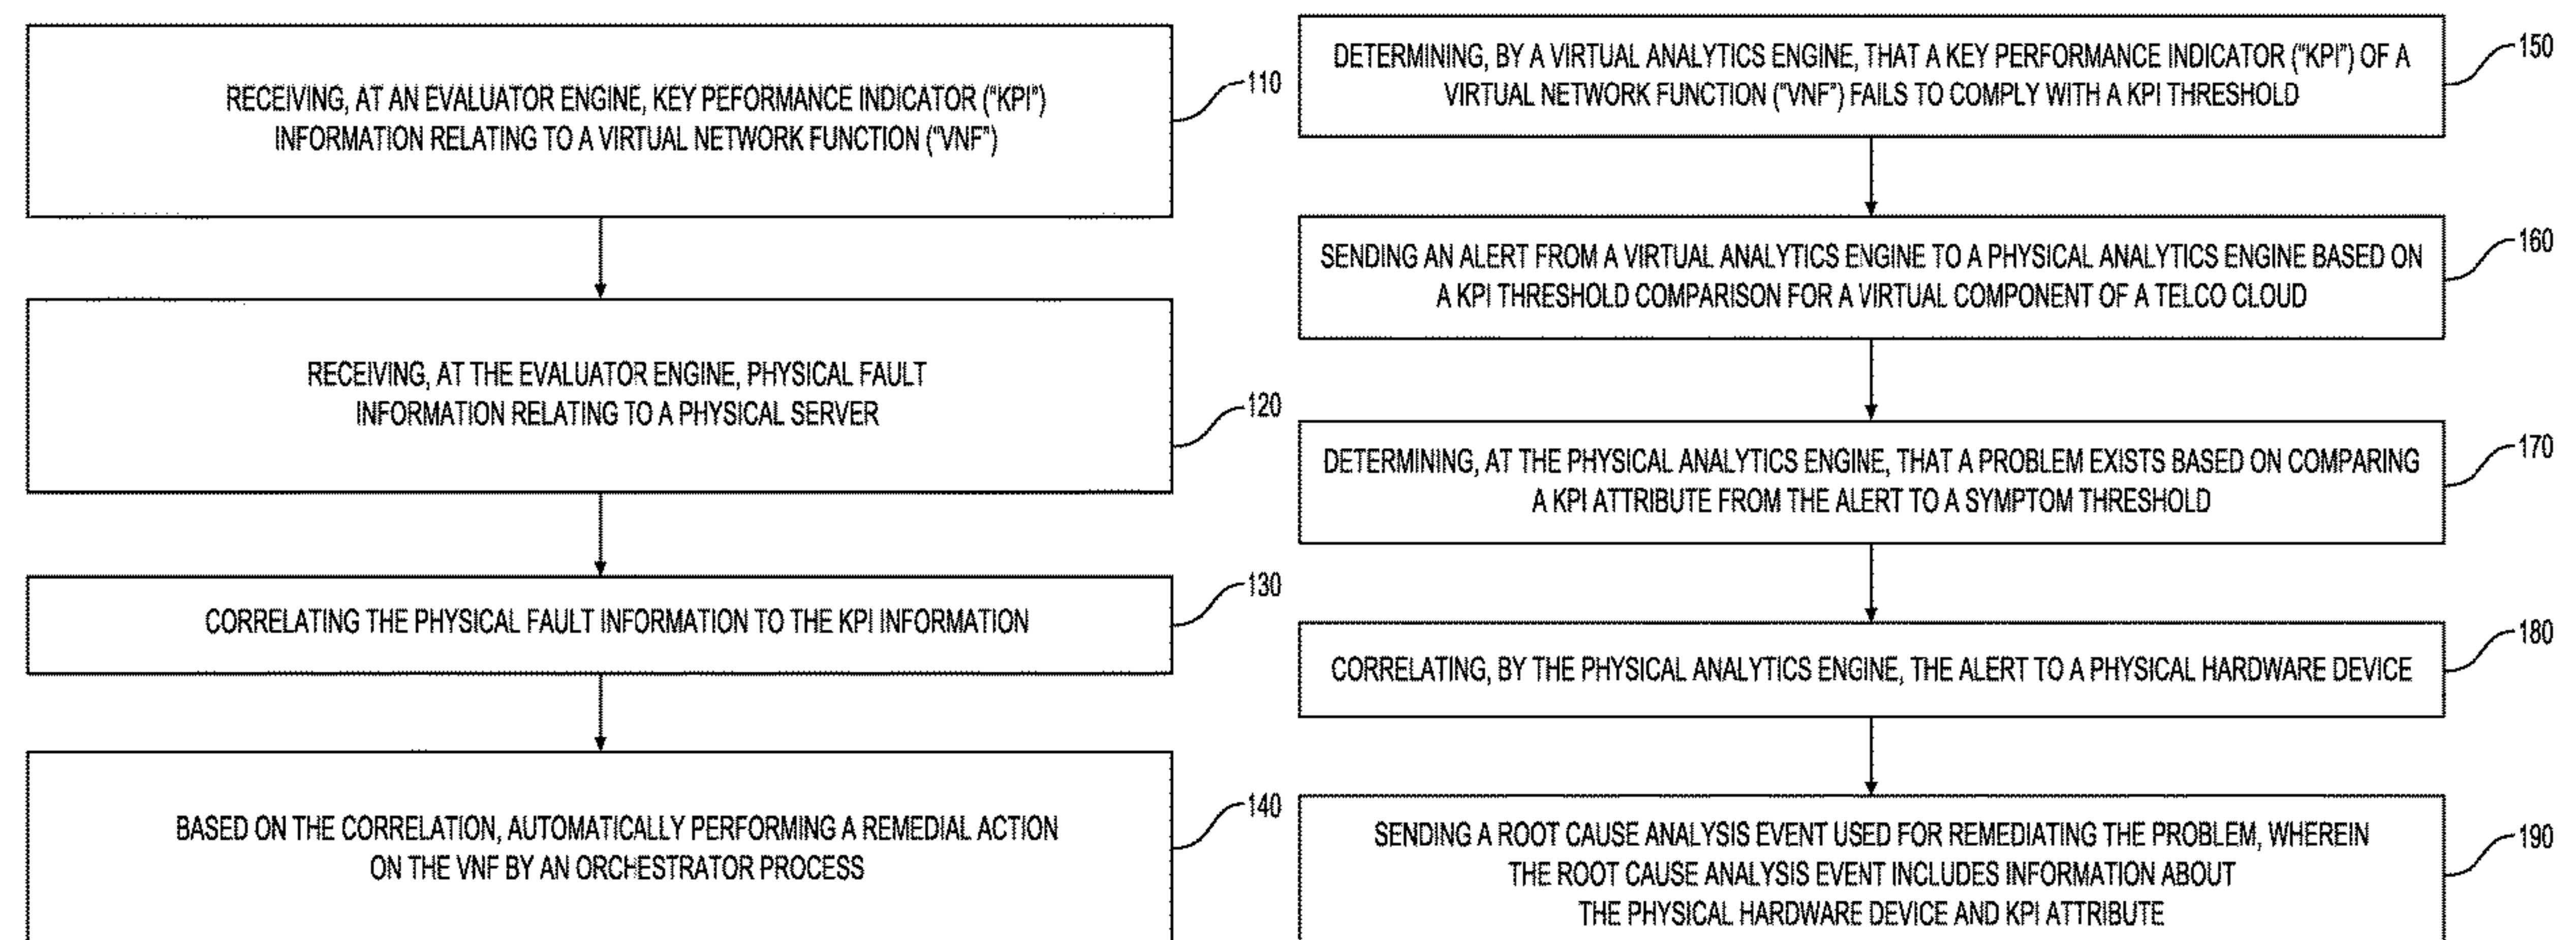 RECEIVING, AT AN EVALUATOR ENGINE, KEY PEFORMANCE INDICATOR ("KPI")
INFORMATION RELATING TO A VIRTUAL NETWORK FUNCTION ("VNF")
110
RECEIVING, AT THE EVALUATOR ENGINE, PHYSICAL FAULT
INFORMATION RELATING TO A PHYSICAL SERVER
120
CORRELATING THE PHYSICAL FAULT INFORMATION TO THE KPI INFORMATION
130
BASED ON THE CORRELATION, AUTOMATICALLY PERFORMING A REMEDIAL ACTION
ON THE VNF BY AN ORCHESTRATOR PROCESS
140
DETERMINING, BY A VIRTUAL ANALYTICS ENGINE, THAT A KEY PERFORMANCE INDICATOR ("KPI") OF A
VIRTUAL NETWORK FUNCTION ("VNF") FAILS TO COMPLY WITH A KPI THRESHOLD
150
SENDING AN ALERT FROM A VIRTUAL ANALYTICS ENGINE TO A PHYSICAL ANALYTICS ENGINE BASED ON
A KPI THRESHOLD COMPARISON FOR A VIRTUAL COMPONENT OF A TELCO CLOUD
160
DETERMINING, AT THE PHYSICAL ANALYTICS ENGINE, THAT A PROBLEM EXISTS BASED ON COMPARING
A KPI ATTRIBUTE FROM THE ALERT TO A SYMPTOM THRESHOLD
170
CORRELATING, BY THE PHYSICAL ANALYTICS ENGINE, THE ALERT TO A PHYSICAL HARDWARE DEVICE
180
SENDING A ROOT CAUSE ANALYSIS EVENT USED FOR REMEDIATING THE PROBLEM, WHEREIN
THE ROOT CAUSE ANALYSIS EVENT INCLUDES INFORMATION ABOUT
THE PHYSICAL HARDWARE DEVICE AND KPI ATTRIBUTE
190